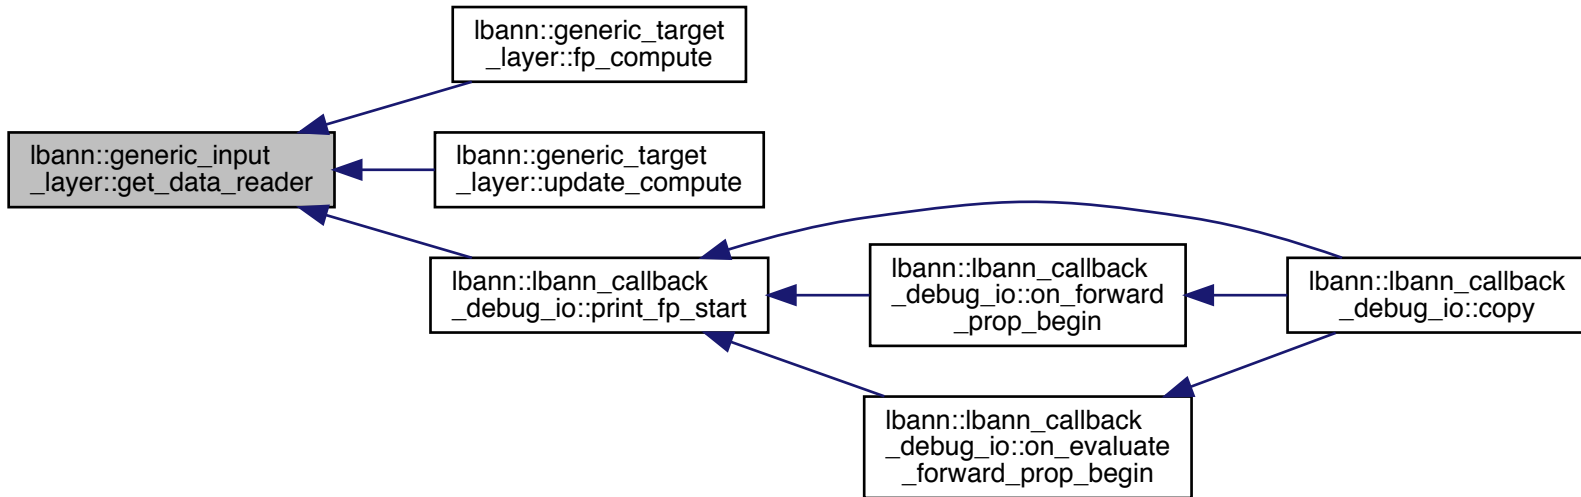 lbann::generic_target
_layer::fp_compute
lbann::generic_input
_layer::get_data_reader
lbann::generic_target
_layer::update_compute
lbann::lbann_callback
_debug_io::print_fp_start
lbann::lbann_callback
_debug_io::on_forward
_prop_begin
lbann::lbann_callback
_debug_io::copy
lbann::lbann_callback
_debug_io::on_evaluate
_forward_prop_begin